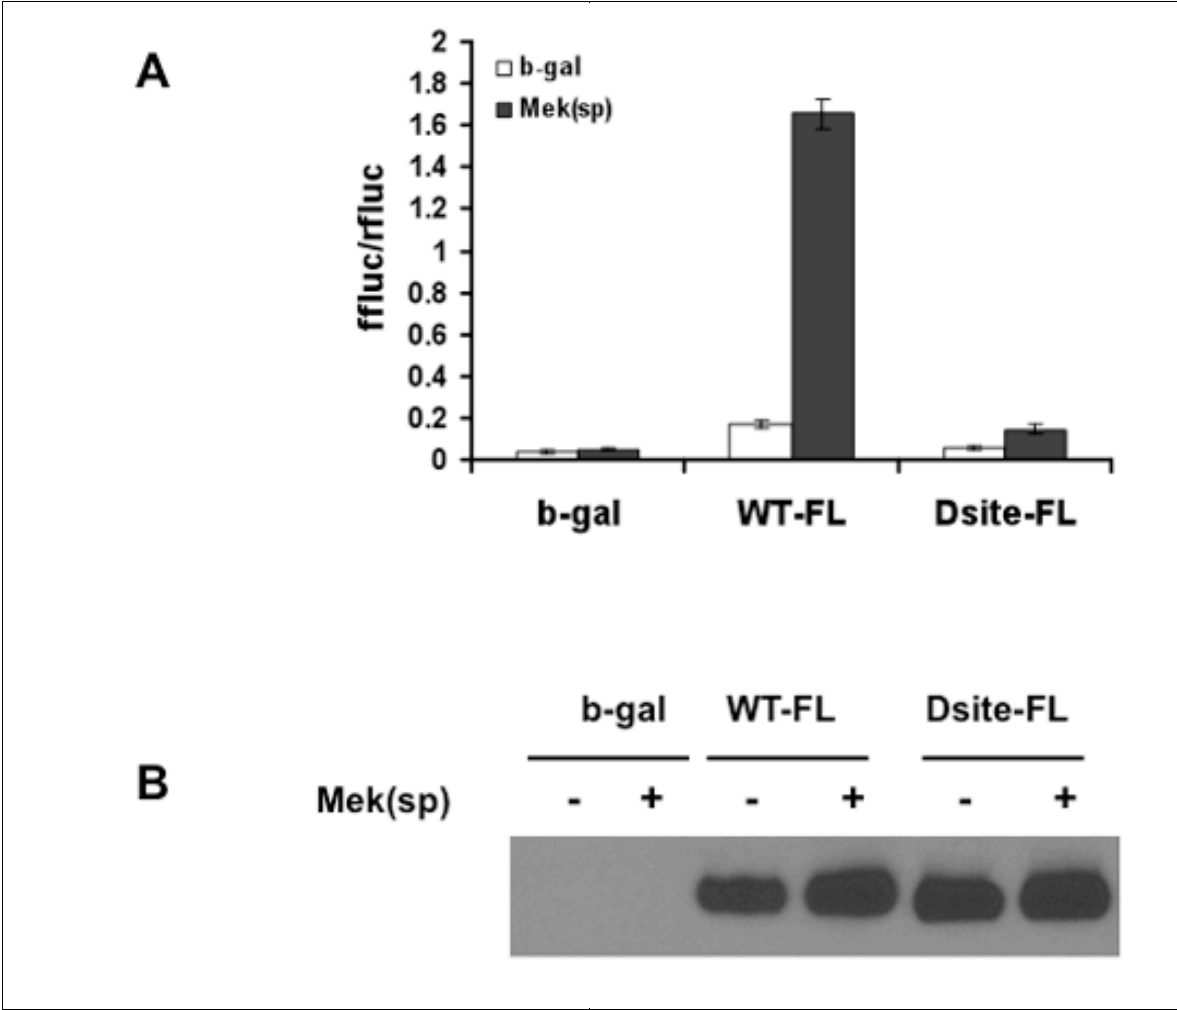 A
ffluc/rfluc
2
1.8
1.6
1.4
1.2
1
0.8
0.6
0.4
0.2
0
b-gal
Mek(sp)
b-gal WT-FL Dsite-FL
B
b-gal WT-FL Dsite-FL
Mek(sp) - + - + - +